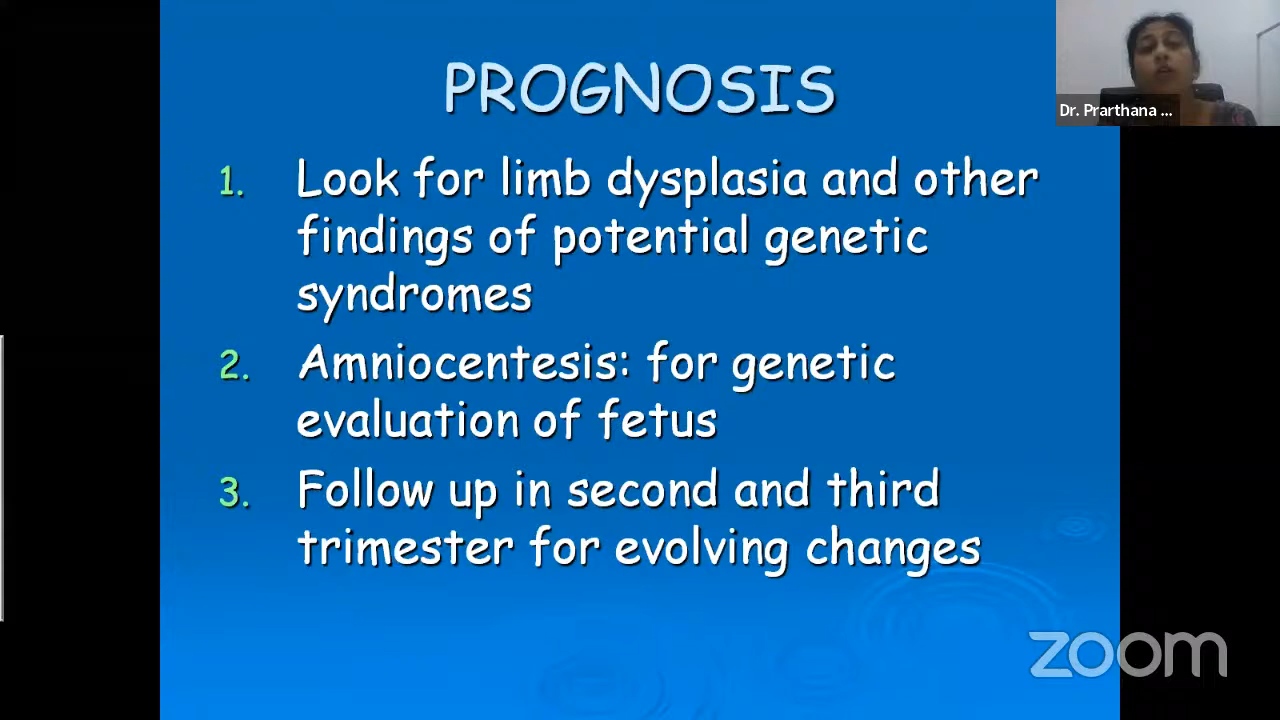 PROGNOSIS
1. Look for limb dysplasia and other
findings of potential genetic
syndromes
2. Amniocentesis: for genetic
evaluation of fetus
3. Follow up in second and third
trimester for evolving changes
Dr. Prarthana ...
zoom